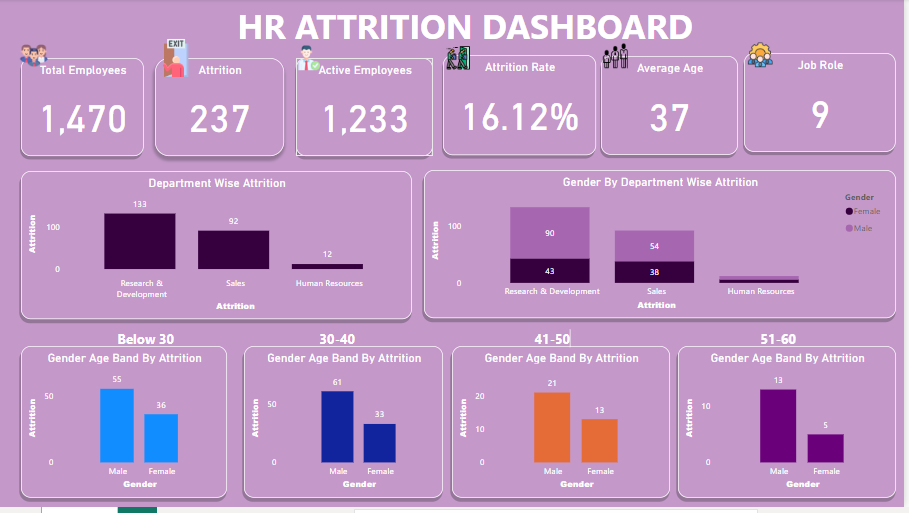 HR ATTRITION DASHBOARD
EXIT
Total Employees
Attrition
Active Employees
Attrition Rate
Average Age
Job Role
1,470
237
1,233
16.12%
37
9
Department Wise Attrition
Attrition
100
0
133
92
12
Research &
Development
Sales
Human Resources
Attrition
Gender By Department Wise Attrition
Gender
Female
Male
Attrition
100
0
90
43
54
38
Research & Development
Sales
Human Resources
Attrition
Below 30
Gender Age Band By Attrition
Attrition
50
0
55
36
Male
Female
Gender
30-40
Gender Age Band By Attrition
Attrition
50
0
61
33
Male
Female
Gender
41-50
Gender Age Band By Attrition
Attrition
20
10
0
21
13
Male
Female
Gender
51-60
Gender Age Band By Attrition
Attrition
10
0
13
5
Male
Female
Gender